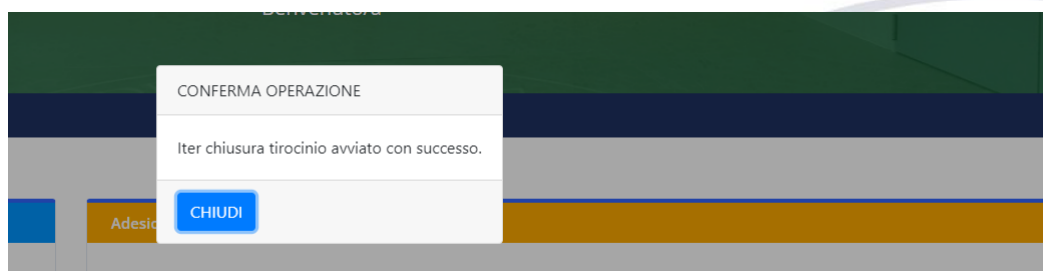 CONFERMA OPERAZIONE
Iter chiusura tirocinio avviato con successo.
CHIUDI